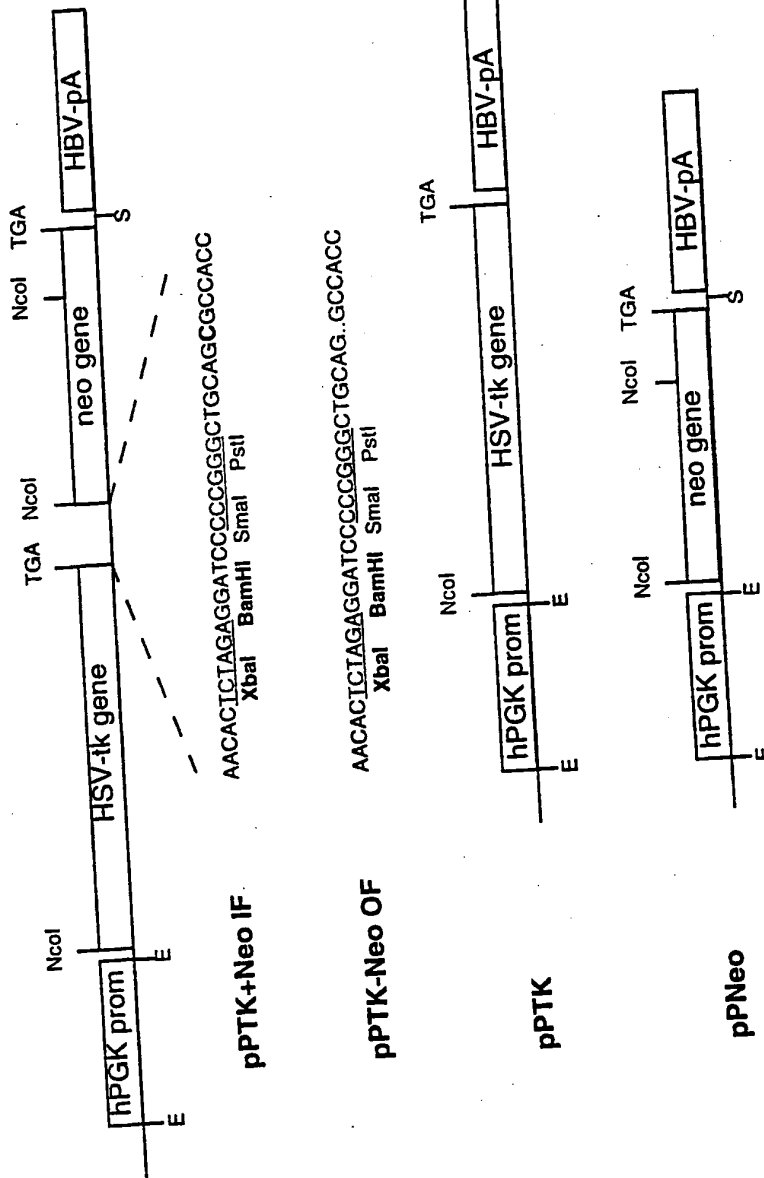 NcoI TGA NcoI NcoI TGA
hPGK prom HSV-tk gene neo gene HBV-pA
E E S
pPTK+Neo IF AACACTCTAGAGGATCCCCCGGGCTGCAGCGCCACC
XbaI BamHI SmaI PstI
pPTK-Neo OF AACACTCTAGAGGATCCCCCGGGCTGCAG..GCCACC
XbaI BamHI SmaI PstI
NcoI TGA
pPTK hPGK prom HSV-tk gene HBV-pA
E
E
NcoI NcoI TGA
pPNeo hPGK prom neo gene HBV-pA
E E S